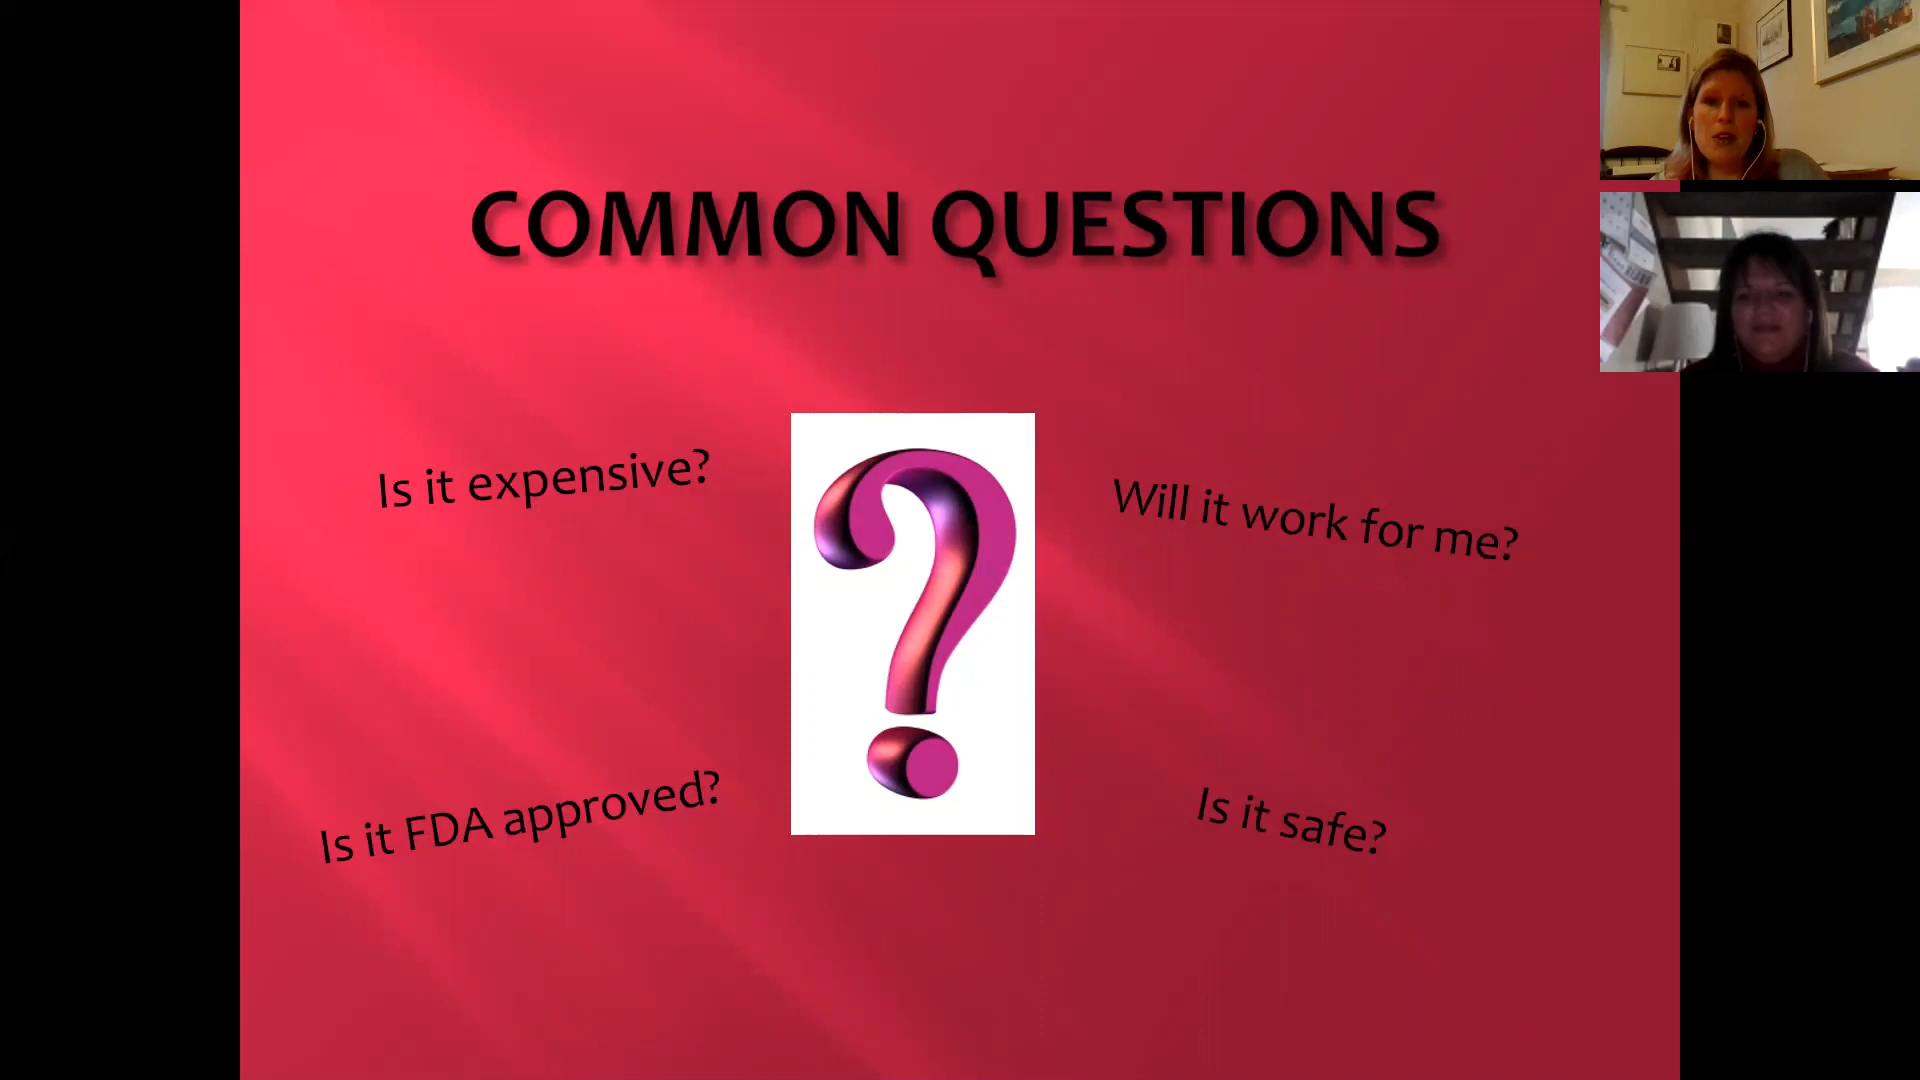 COMMON QUESTIONS
Is it expensive?
Will it work for me?
Is it FDA approved?
Is it safe?